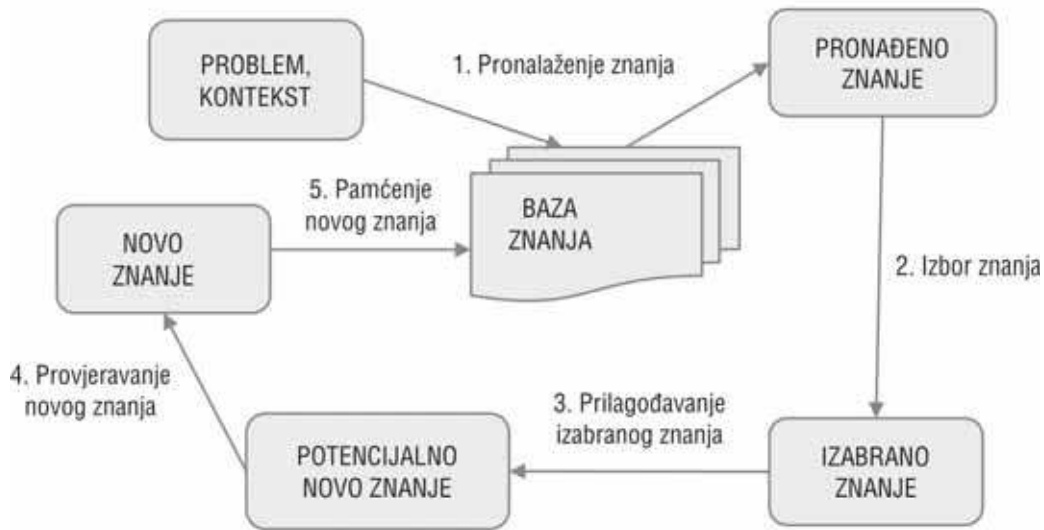 PROBLEM,
KONTEKST
1. Pronalaženje znanja
PRONAĐENO
ZNANJE
5. Pamćenje
novog znanja
BAZA
ZNANJA
NOVO
ZNANJE
2. Izbor znanja
4. Provjeravanje
novog znanja
3. Prilagođavanje
izabranog znanja
POTENCIJALNO
NOVO ZNANJE
IZABRANO
ZNANJE